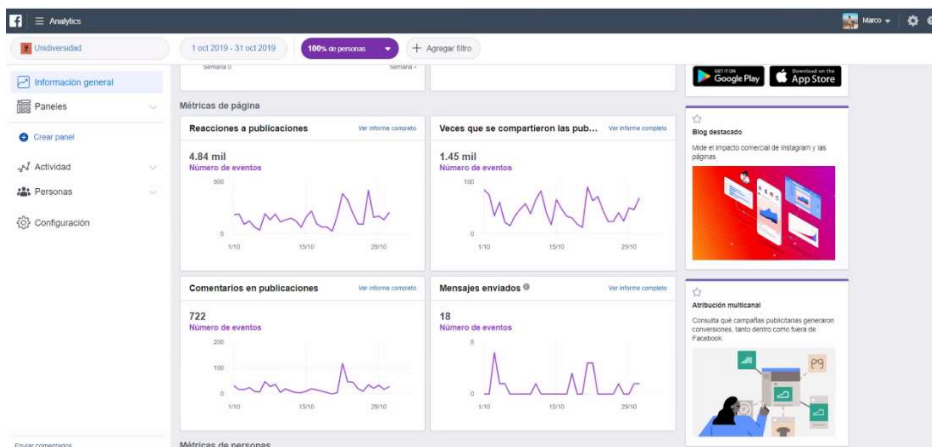 Analytics
Marco
Unidiversidad
1 oct 2019 - 31 oct 2019
100% de personas
Agregar filtro
Información general
Paneles
Crear panel
Actividad
Personas
Configuración
Enviar comentarios
Semana 0
Semana
GET IT ON
Google Play
Download on the
App Store
Métricas de página
Reacciones a publicaciones
Ver informe completo
4.84 mil
Número de eventos
500
0
1/10 15/10 29/10
Veces que se compartieron las pub...
Ver informe completo
1.45 mil
Número de eventos
100
0
1/10 15/10 29/10
Comentarios en publicaciones
Ver informe completo
722
Número de eventos
200
100
0
1/10 15/10 29/10
Mensajes enviados
Ver informe completo
18
Número de eventos
0
1/10 15/10 29/10
Métricas de personas
Blog destacado
Mide el impacto comercial de Instagram y las
páginas.
Atribución multicanal
Consulta qué campañas publicitarias generaron
conversiones, tanto dentro como fuera de
Facebook.